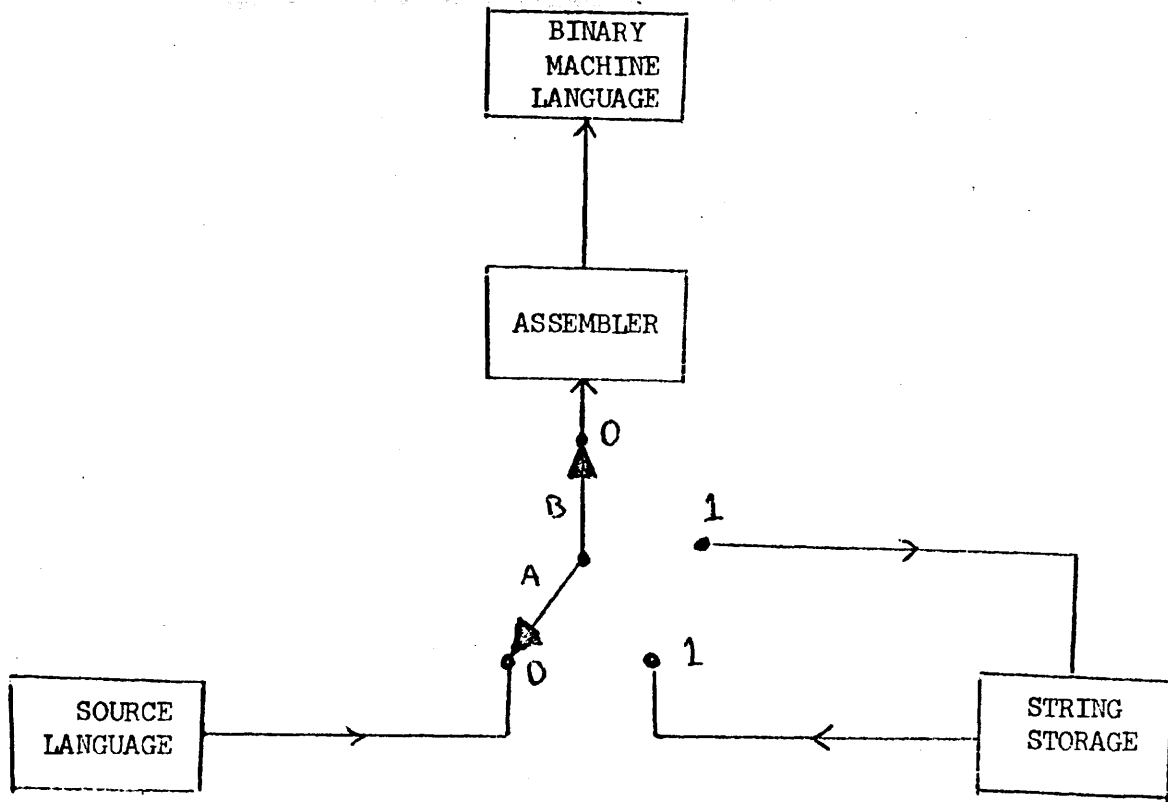 BINARY
MACHINE
LANGUAGE
ASSEMBLER
0
B
1
A
0
1
SOURCE
LANGUAGE
STRING
STORAGE